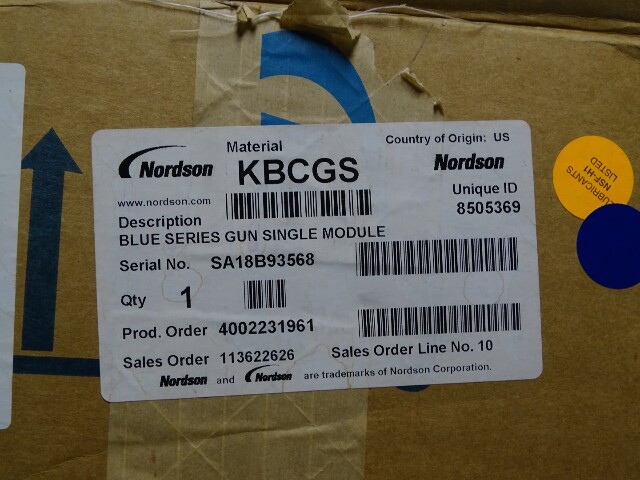 Nordson
Material
KBCGS
Country of Origin: US
Nordson
www.nordson.com
Unique ID
8505369
Description
BLUE SERIES GUN SINGLE MODULE
Serial No. SA18B93568
Qty 1
Prod. Order 4002231961
Sales Order 113622626
Sales Order Line No. 10
Nordson and Nordson are trademarks of Nordson Corporation.
LUBRICANTS
NSF-H1
LISTED